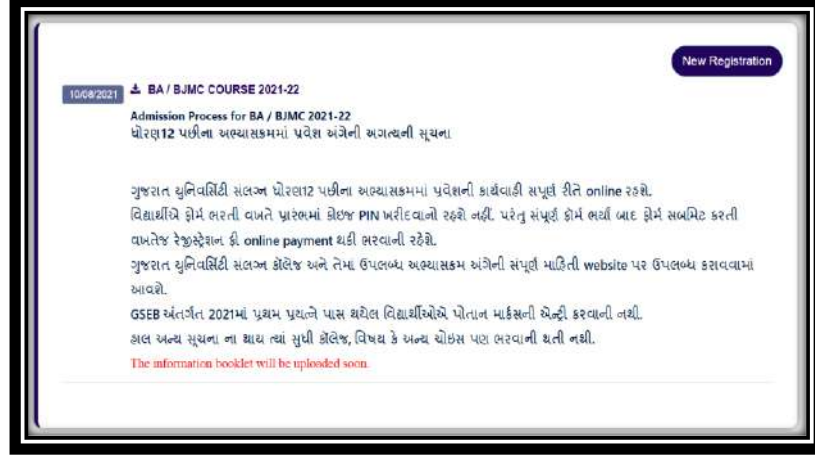 New Registration
10/08/2021 BA / BJMC COURSE 2021-22
Admission Process for BA / BJMC 2021-22
ધોરણ12 પછીના અભ્યાસક્રમમાં પ્રવેશ અંગેની અગત્યની સૂચના
ગુજરાત યુનિવર્સિટી સંલગ્ન ધોરણ12 પછીના અભ્યાસક્રમમાં પ્રવેશની કાર્યવાહી સપૂર્ણ રીતે online રહશે.
વિદ્યાર્થીએ ફોર્મ ભરતી વખતે પ્રારંભમાં કોઇજ PIN ખરીદવાનો રહશે નહીં. પરંતુ સંપૂર્ણ ફોર્મ ભર્યા બાદ ફોર્મ સબમિટ કરતી
વખતેજ રેજીસ્ટ્રેશન ફી online payment થકી ભરવાની રહેશે.
ગુજરાત યુનિવર્સિટી સંલગ્ન કૉલેજ અને તેમાં ઉપલબ્ધ અભ્યાસક્રમ અંગેની સંપૂર્ણ માહિતી website પર ઉપલબ્ધ કરાવવામાં
આવશે.
GSEB અંતર્ગત 2021માં પ્રથમ પ્રયત્ને પાસ થયેલ વિદ્યાર્થીઓએ પોતાન માર્કસની એન્ટ્રી કરવાની નથી.
હાલ અન્ય સૂચના ના થાય ત્યાં સુધી કૉલેજ, વિષય કે અન્ય ચોઇસ પણ ભરવાની થતી નથી.
The information booklet will be uploaded soon.